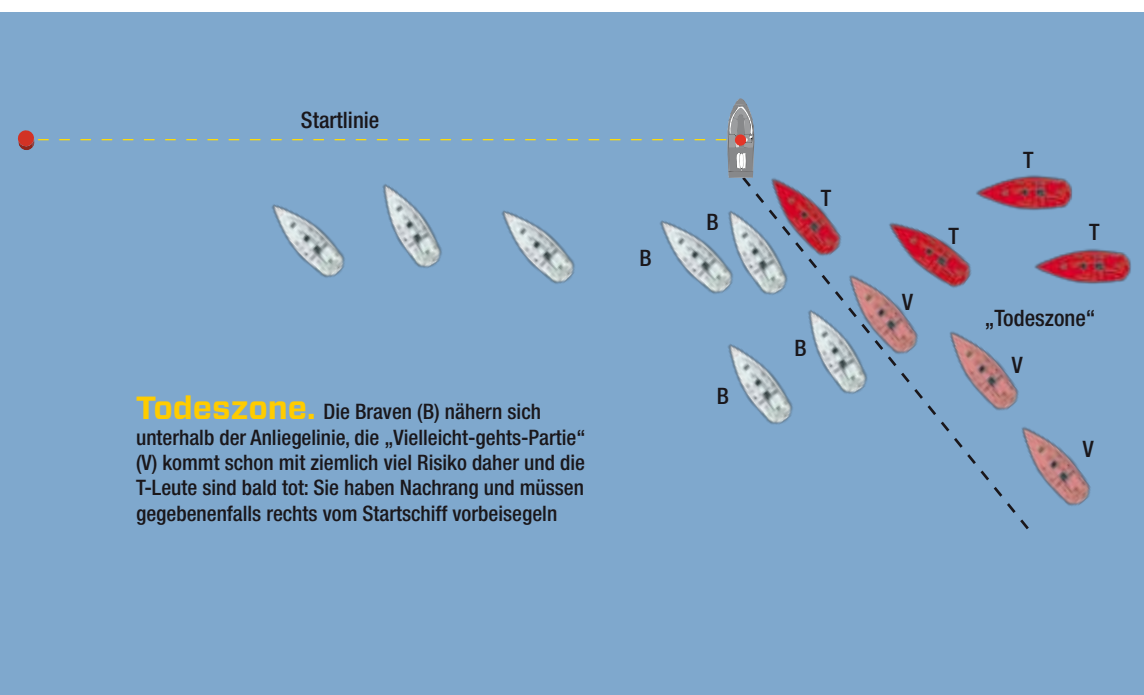 Startlinie
T
T
B
T
T
B
V
„Todeszone“
B
V
B
V
Todeszone. Die Braven (B) nähern sich
unterhalb der Anliegelinie, die „Vielleicht-gehts-Partie“
(V) kommt schon mit ziemlich viel Risiko daher und die
T-Leute sind bald tot: Sie haben Nachrang und müssen
gegebenenfalls rechts vom Startschiff vorbeisegeln